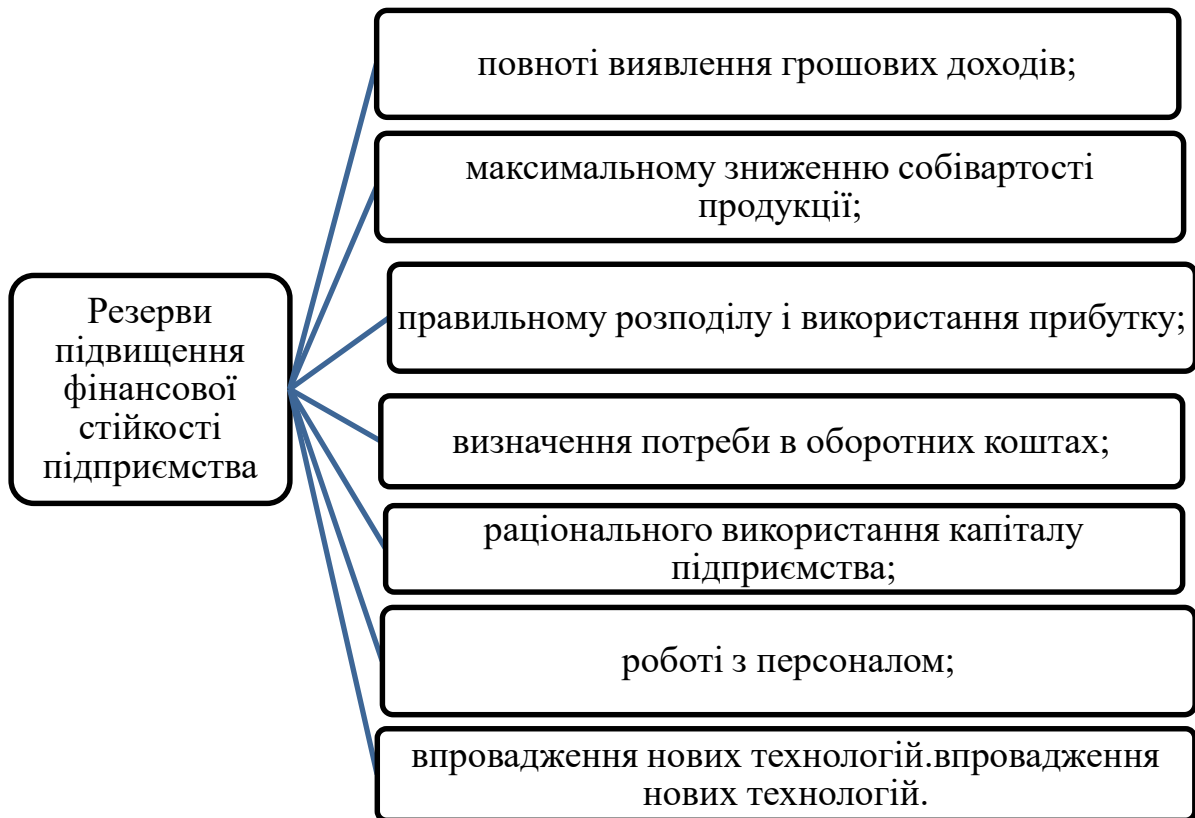 повноті виявлення грошових доходів;
максимальному зниженню собівартості
продукції;
Резерви
підвищення
фінансової
стійкості
підприємства
правильному розподілу і використання прибутку;
визначення потреби в оборотних коштах;
раціонального використання капіталу
підприємства;
роботі з персоналом;
впровадження нових технологій.впровадження
нових технологій.